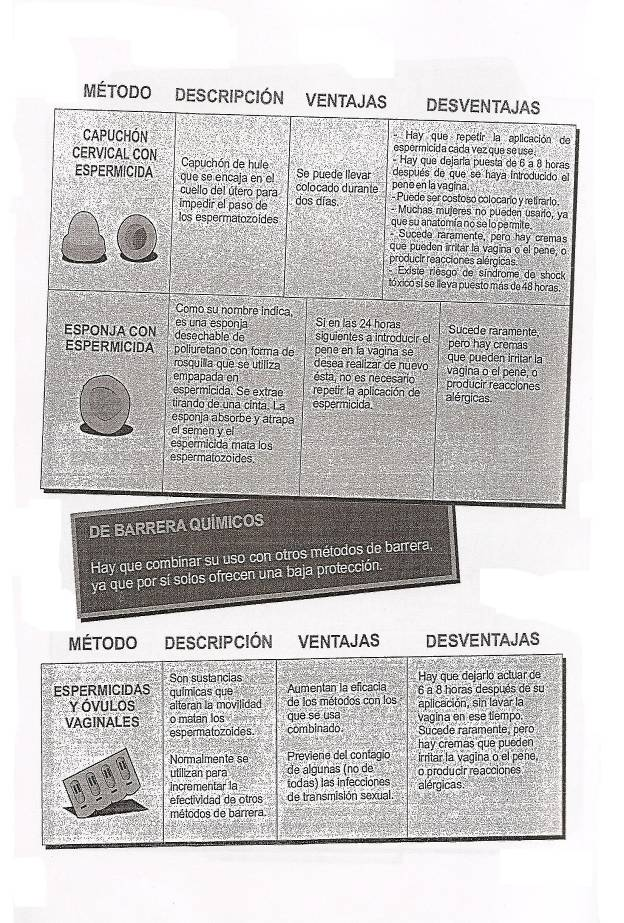 MÉTODO DESCRIPCIÓN VENTAJAS DESVENTAJAS
CAPUCHÓN
CERVICAL CON
ESPERMICIDA
Capuchón de hule
que se encaja en el
cuello del útero para
impedir el paso de
los espermatozoides
Se puede llevar
colocado durante
dos días.
- Hay que repetir la aplicación de
espermicida cada vez que se use.
- Hay que dejarla puesta de 6 a 8 horas
después de que se haya introducido el
pene en la vagina.
- Puede ser costoso colocarlo y retirarlo.
- Muchas mujeres no pueden usarlo, ya
que su anatomía no se lo permite.
- Sucede raramente, pero hay cremas
que pueden irritar la vagina o el pene, o
producir reacciones alérgicas.
- Existe riesgo de síndrome de shock
tóxico si se lleva puesto más de 48 horas.
ESPONJA CON
ESPERMICIDA
Como su nombre indica,
es una esponja
desechable de
poliuretano con forma de
rosquilla que se utiliza
empapada en
espermicida. Se extrae
tirando de una cinta. La
esponja absorbe y atrapa
el semen y el
espermicida mata los
espermatozoides.
Si en las 24 horas
siguientes a introducir el
pene en la vagina se
desea realizar de nuevo
ésta, no es necesario
repetir la aplicación de
espermicida.
Sucede raramente,
pero hay cremas
que pueden irritar la
vagina o el pene, o
producir reacciones
alérgicas.
DE BARRERA QUÍMICOS
Hay que combinar su uso con otros métodos de barrera,
ya que por sí solos ofrecen una baja protección.
MÉTODO DESCRIPCIÓN VENTAJAS DESVENTAJAS
ESPERMICIDAS
Y ÓVULOS
VAGINALES
Son sustancias
químicas que
alteran la movilidad
o matan los
espermatozoides.
Normalmente se
utilizan para
incrementar la
efectividad de otros
métodos de barrera.
Aumentan la eficacia
de los métodos con los
que se usa
combinado.
Previene del contagio
de algunas (no de
todas) las infecciones
de transmisión sexual.
Hay que dejarlo actuar de
6 a 8 horas después de su
aplicación, sin lavar la
vagina en ese tiempo.
Sucede raramente, pero
hay cremas que pueden
irritar la vagina o el pene,
o producir reacciones
alérgicas.